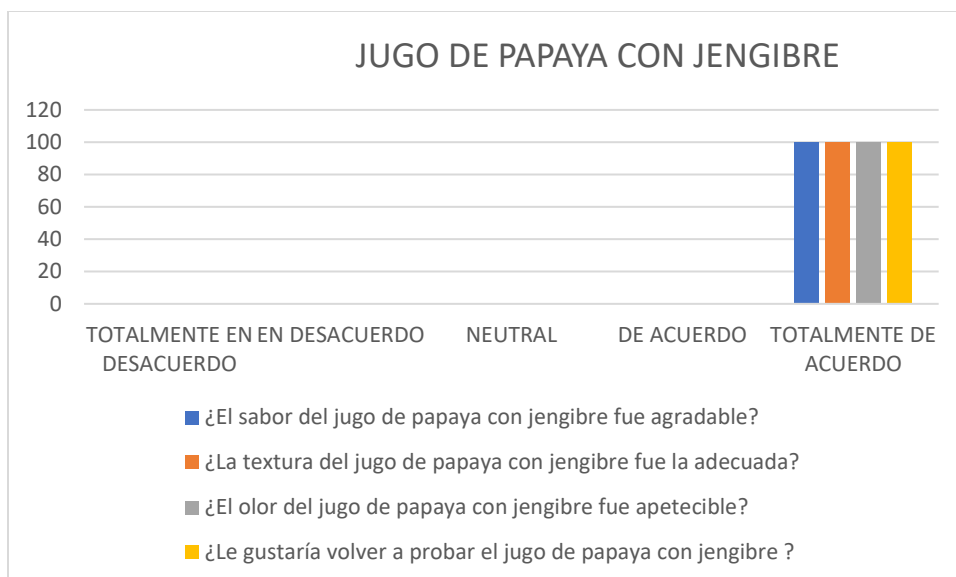 JUGO DE PAPAYA CON JENGIBRE
120
100
80
60
40
20
0
TOTALMENTE EN EN DESACUERDO NEUTRAL DE ACUERDO TOTALMENTE DE
DESACUERDO ACUERDO
¿El sabor del jugo de papaya con jengibre fue agradable?
¿La textura del jugo de papaya con jengibre fue la adecuada?
¿El olor del jugo de papaya con jengibre fue apetecible?
¿Le gustaría volver a probar el jugo de papaya con jengibre ?